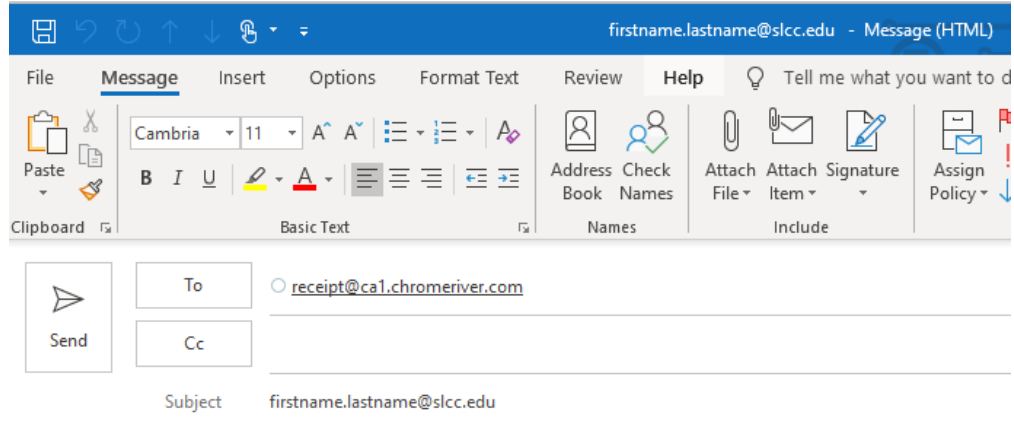 firstname.lastname@slcc.edu - Message (HTML)
File Message Insert Options Format Text Review Help Tell me what you want to
Cambria 11
Paste Address Book Check Names Attach File Attach Item Signature Assign Policy
Clipboard Basic Text Names Include
To receipt@ca1.chromeriver.com
Send Cc
Subject firstname.lastname@slcc.edu